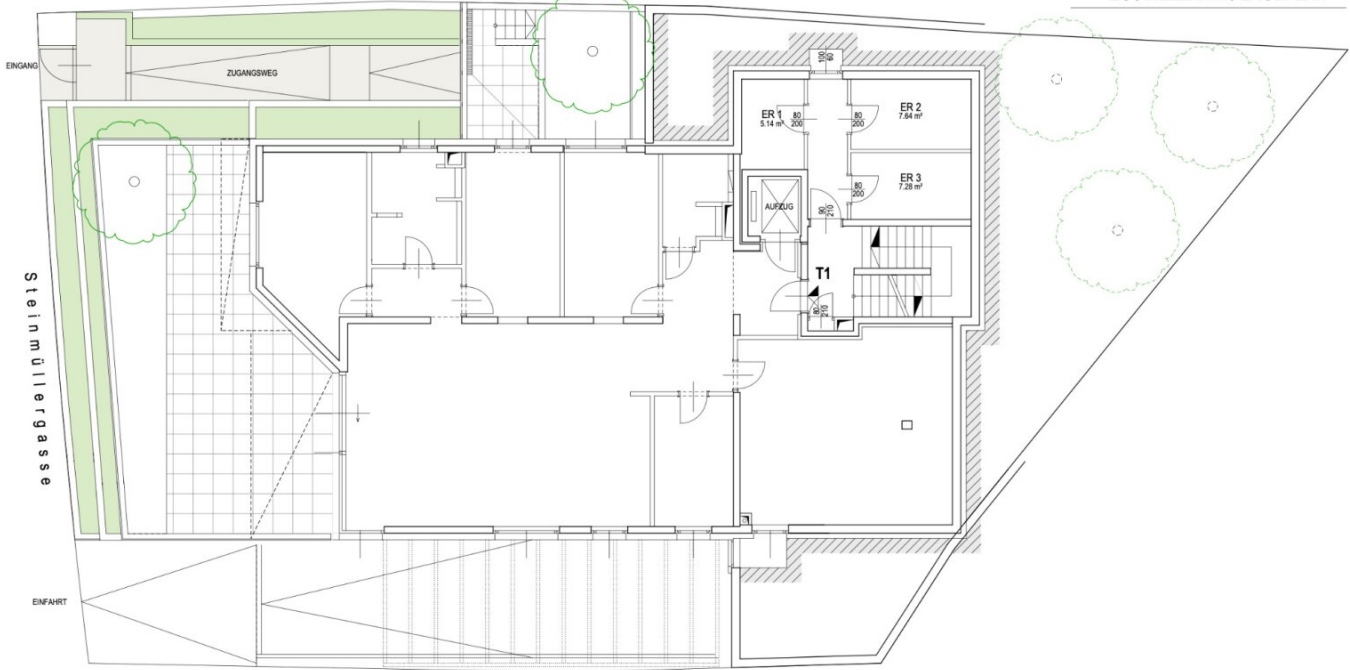 EINGANG
ZUGANGSWEG
100
60
ER 1
5.14 m²
80
200
80
200
ER 2
7.64 m²
80
200
ER 3
7.28 m²
AUFZUG
90
210
T1
80
210
Steinmüllergasse
EINFAHRT